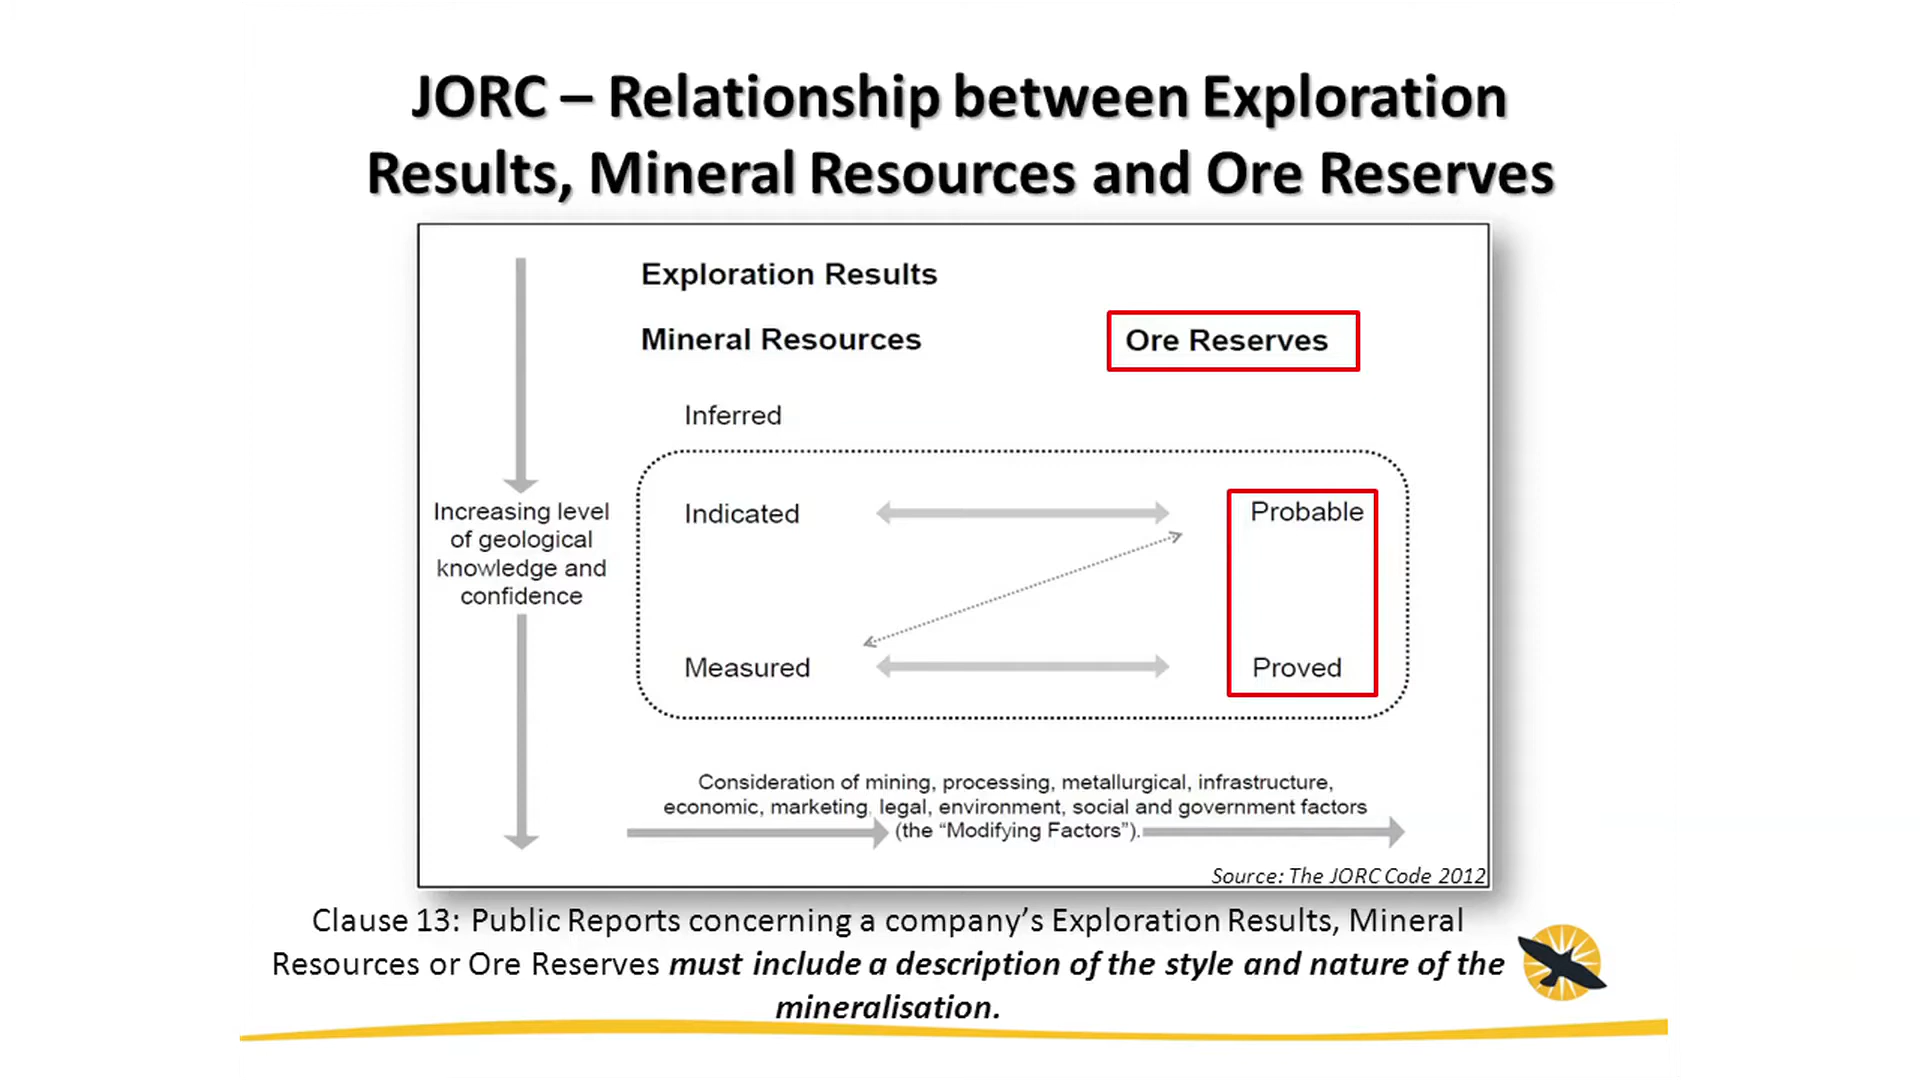 JORC – Relationship between Exploration
Results, Mineral Resources and Ore Reserves
Exploration Results
Mineral Resources
Ore Reserves
Inferred
Indicated
Probable
Increasing level
of geological
knowledge and
confidence
Measured
Proved
Consideration of mining, processing, metallurgical, infrastructure,
economic, marketing, legal, environment, social and government factors
(the “Modifying Factors”).
Source: The JORC Code 2012
Clause 13: Public Reports concerning a company’s Exploration Results, Mineral
Resources or Ore Reserves must include a description of the style and nature of the
mineralisation.